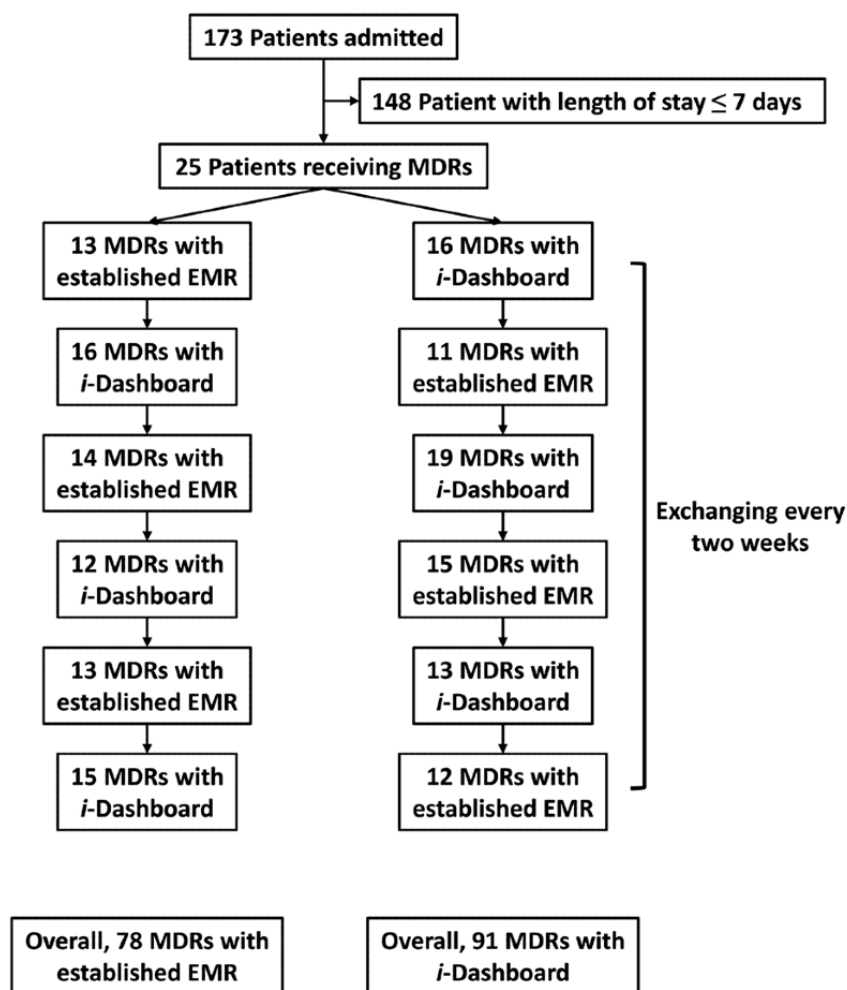 173 Patients admitted
148 Patient with length of stay ≤ 7 days
25 Patients receiving MDRs
13 MDRs with
established EMR
16 MDRs with
i-Dashboard
14 MDRs with
established EMR
12 MDRs with
i-Dashboard
13 MDRs with
established EMR
15 MDRs with
i-Dashboard
16 MDRs with
i-Dashboard
11 MDRs with
established EMR
19 MDRs with
i-Dashboard
15 MDRs with
established EMR
13 MDRs with
i-Dashboard
12 MDRs with
established EMR
Exchanging every
two weeks
Overall, 78 MDRs with
established EMR
Overall, 91 MDRs with
i-Dashboard